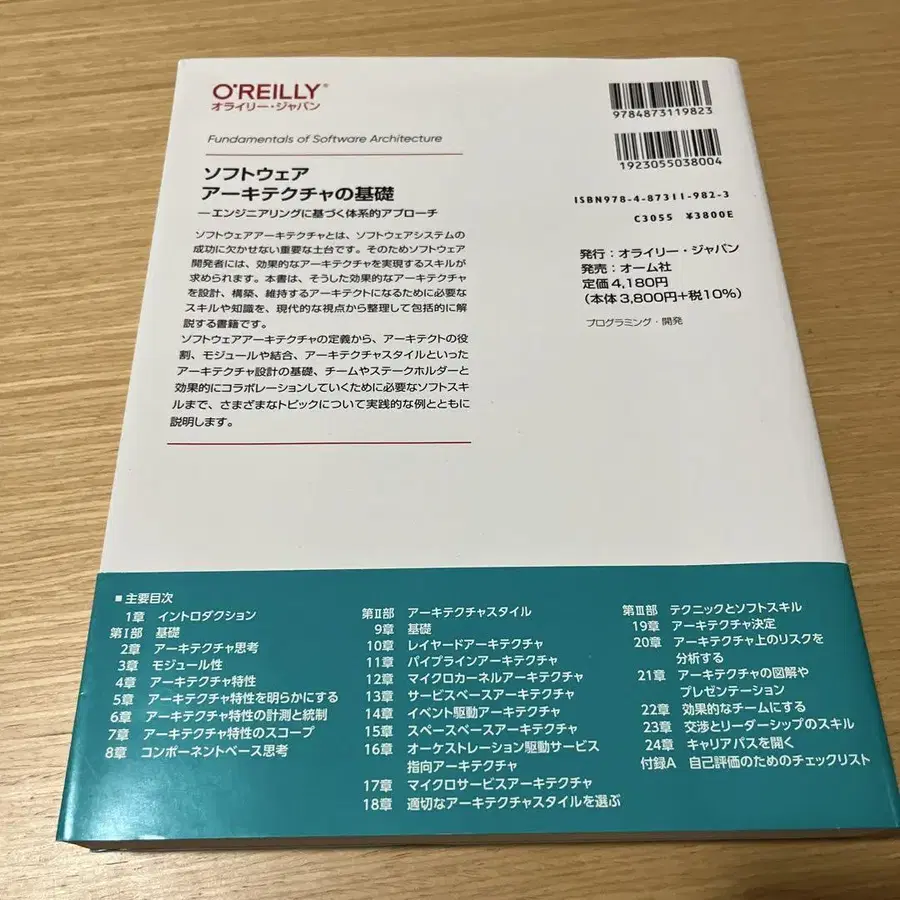 O'REILLY®
オライリー・ジャパン
Fundamentals of Software Architecture
ソフトウェア
アーキテクチャの基礎
―エンジニアリングに基づく体系的アプローチ
ソフトウェアアーキテクチャとは、ソフトウェアシステムの
成功に欠かせない重要な土台です。そのためソフトウェア
開発者には、効果的なアーキテクチャを実現するスキルが
求められます。本書は、そうした効果的なアーキテクチャ
を設計、構築、維持するアーキテクトになるために必要な
スキルや知識を、現代的な視点から整理して包括的に解
説する書籍です。
ソフトウェアアーキテクチャの定義から、アーキテクトの役
割、モジュールや結合、アーキテクチャスタイルといった
アーキテクチャ設計の基礎、チームやステークホルダーと
効果的にコラボレーションしていくために必要なソフトスキ
ルまで、さまざまなトピックについて実践的な例とともに
説明します。
9784873119823
1923055038004
ISBN978-4-87311-982-3
C3055 ¥3800E
発行:オライリー・ジャパン
発売:オーム社
定価4,180円
(本体3,800円+税10%)
プログラミング・開発
■ 主要目次
1章 イントロダクション
第Ⅰ部 基礎
2章 アーキテクチャ思考
3章 モジュール性
4章 アーキテクチャ特性
5章 アーキテクチャ特性を明らかにする
6章 アーキテクチャ特性の計測と統制
7章 アーキテクチャ特性のスコープ
8章 コンポーネントベース思考
第Ⅱ部 アーキテクチャスタイル
9章 基礎
10章 レイヤードアーキテクチャ
11章 パイプラインアーキテクチャ
12章 マイクロカーネルアーキテクチャ
13章 サービスベースアーキテクチャ
14章 イベント駆動アーキテクチャ
15章 スペースベースアーキテクチャ
16章 オーケストレーション駆動サービス
指向アーキテクチャ
17章 マイクロサービスアーキテクチャ
18章 適切なアーキテクチャスタイルを選ぶ
第Ⅲ部 テクニックとソフトスキル
19章 アーキテクチャ決定
20章 アーキテクチャ上のリスクを
分析する
21章 アーキテクチャの図解や
プレゼンテーション
22章 効果的なチームにする
23章 交渉とリーダーシップのスキル
24章 キャリアパスを開く
付録A 自己評価のためのチェックリスト